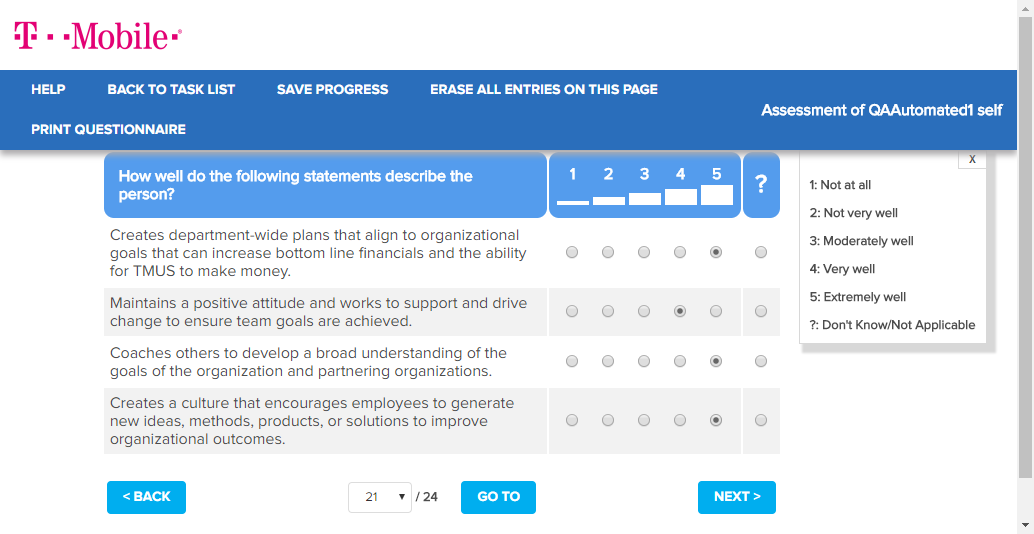 T··Mobile·®
HELP
BACK TO TASK LIST
SAVE PROGRESS
ERASE ALL ENTRIES ON THIS PAGE
PRINT QUESTIONNAIRE
Assessment of QAAutomated1 self
How well do the following statements describe the
person?
1 2 3 4 5 ?
Creates department-wide plans that align to organizational
goals that can increase bottom line financials and the ability
for TMUS to make money.
Maintains a positive attitude and works to support and drive
change to ensure team goals are achieved.
Coaches others to develop a broad understanding of the
goals of the organization and partnering organizations.
Creates a culture that encourages employees to generate
new ideas, methods, products, or solutions to improve
organizational outcomes.
X
1: Not at all
2: Not very well
3: Moderately well
4: Very well
5: Extremely well
?: Don't Know/Not Applicable
< BACK
21 / 24
GO TO
NEXT >